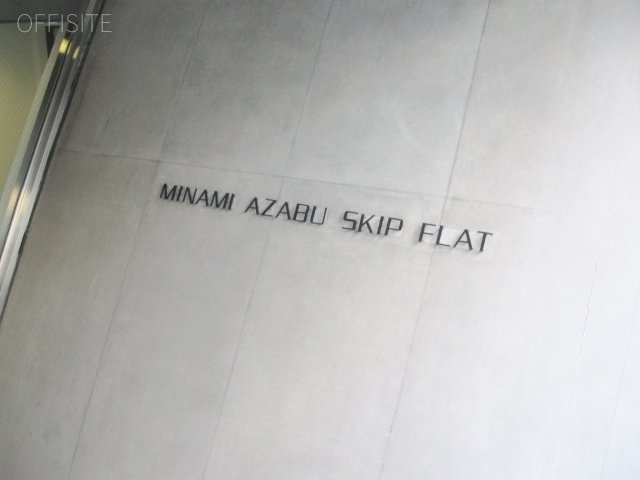 OFFISITE
MINAMI AZABU SKIP FLAT